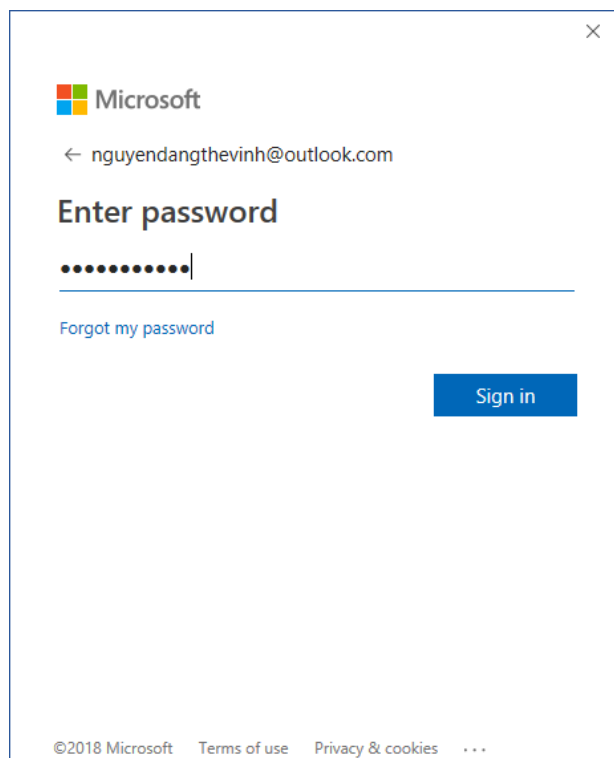 Microsoft
← nguyendangthevinh@outlook.com
Enter password
•••••••••••
Forgot my password
Sign in
©2018 Microsoft Terms of use Privacy & cookies ...